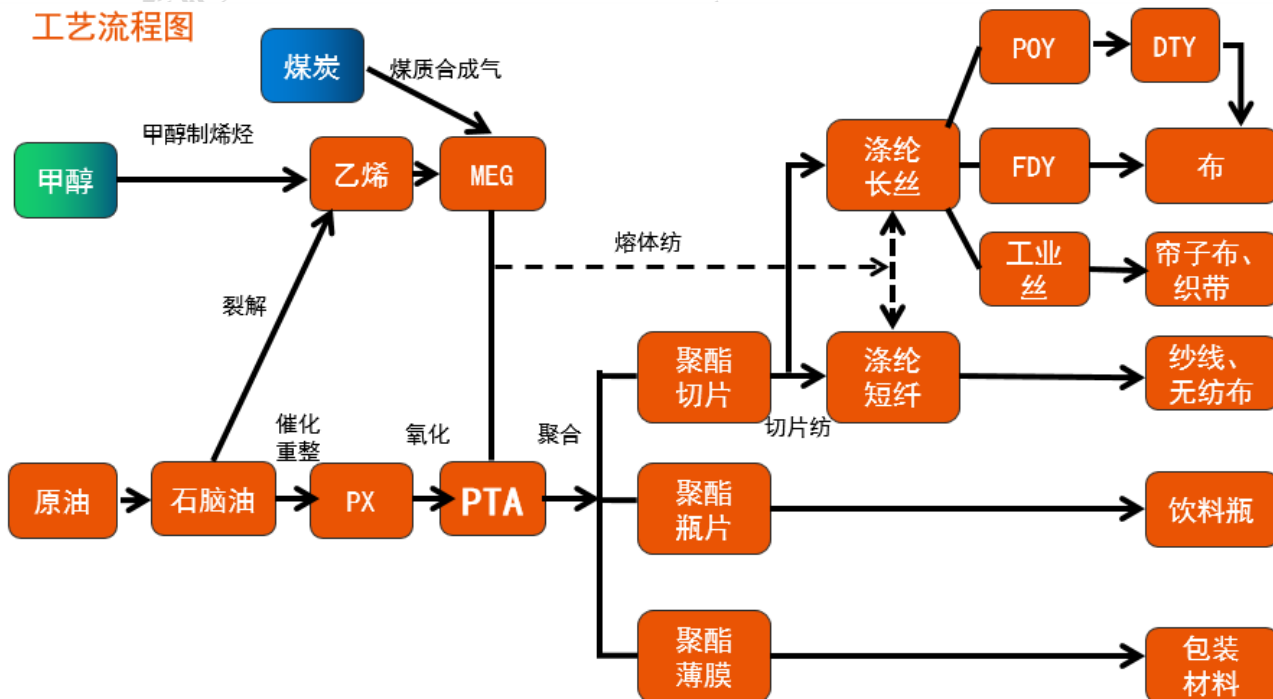 工艺流程图
煤炭
煤质合成气
POY
DTY
甲醇制烯烃
甲醇
乙烯
MEG
涤纶
长丝
FDY
布
熔体纺
工业
丝
帘子布、
织带
裂解
聚酯
切片
涤纶
短纤
纱线、
无纺布
切片纺
催化
重整
氧化
聚合
原油
石脑油
PX
PTA
聚酯
瓶片
饮料瓶
聚酯
薄膜
包装
材料